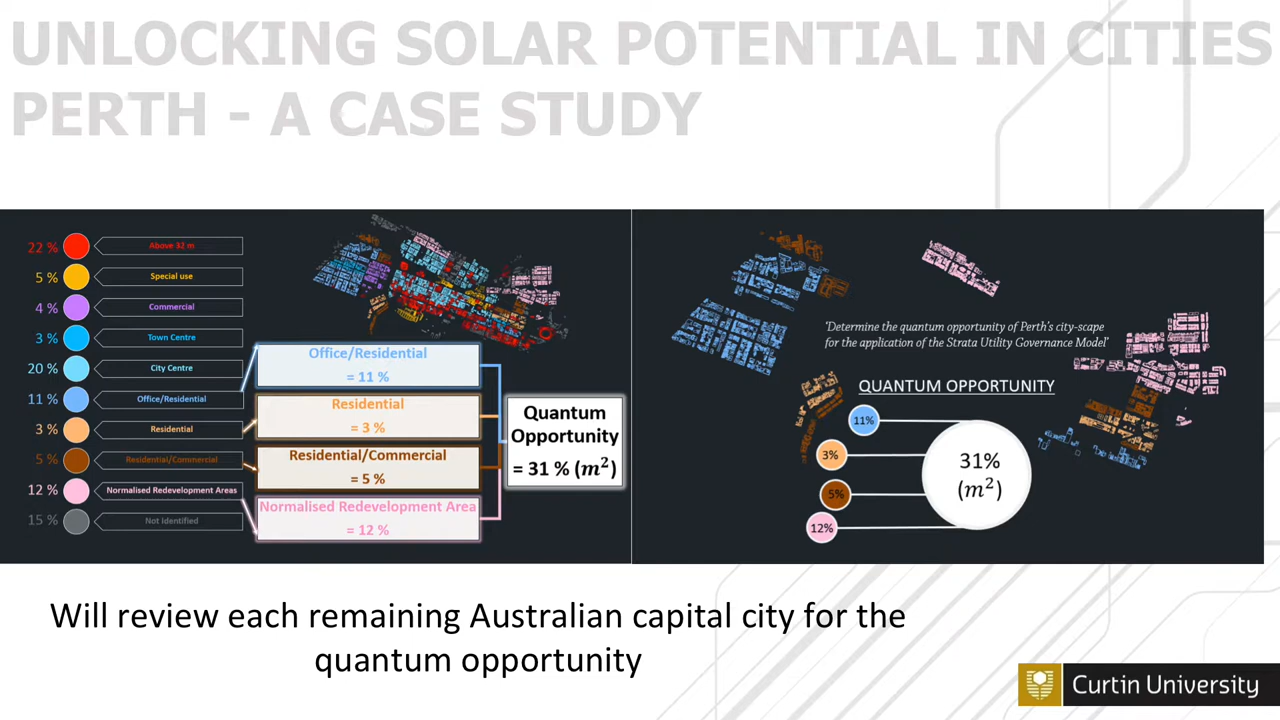 UNLOCKING SOLAR POTENTIAL IN CITIES
PERTH - A CASE STUDY
22 % Above 32 m
5 % Special use
4 % Commercial
3 % Town Centre
20 % City Centre
11 % Office/Residential
3 % Residential
5 % Residential/Commercial
12 % Normalised Redevelopment Areas
15 % Not Identified
Office/Residential
= 11 %
Residential
= 3 %
Residential/Commercial
= 5 %
Normalised Redevelopment Area
= 12 %
Quantum
Opportunity
= 31 % (m²)
'Determine the quantum opportunity of Perth's city-scape
for the application of the Strata Utility Governance Model'
QUANTUM OPPORTUNITY
11%
3%
5%
12%
31%
(m²)
Will review each remaining Australian capital city for the
quantum opportunity
Curtin University